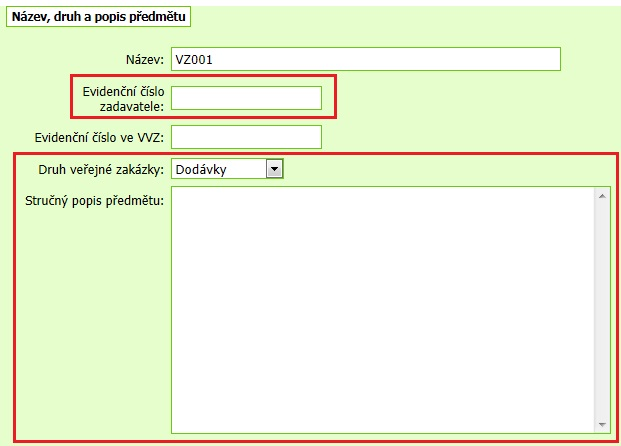 Název, druh a popis předmětu
Název: VZ001
Evidenční číslo
zadavatele:
Evidenční číslo ve VVZ:
Druh veřejné zakázky: Dodávky
Stručný popis předmětu: